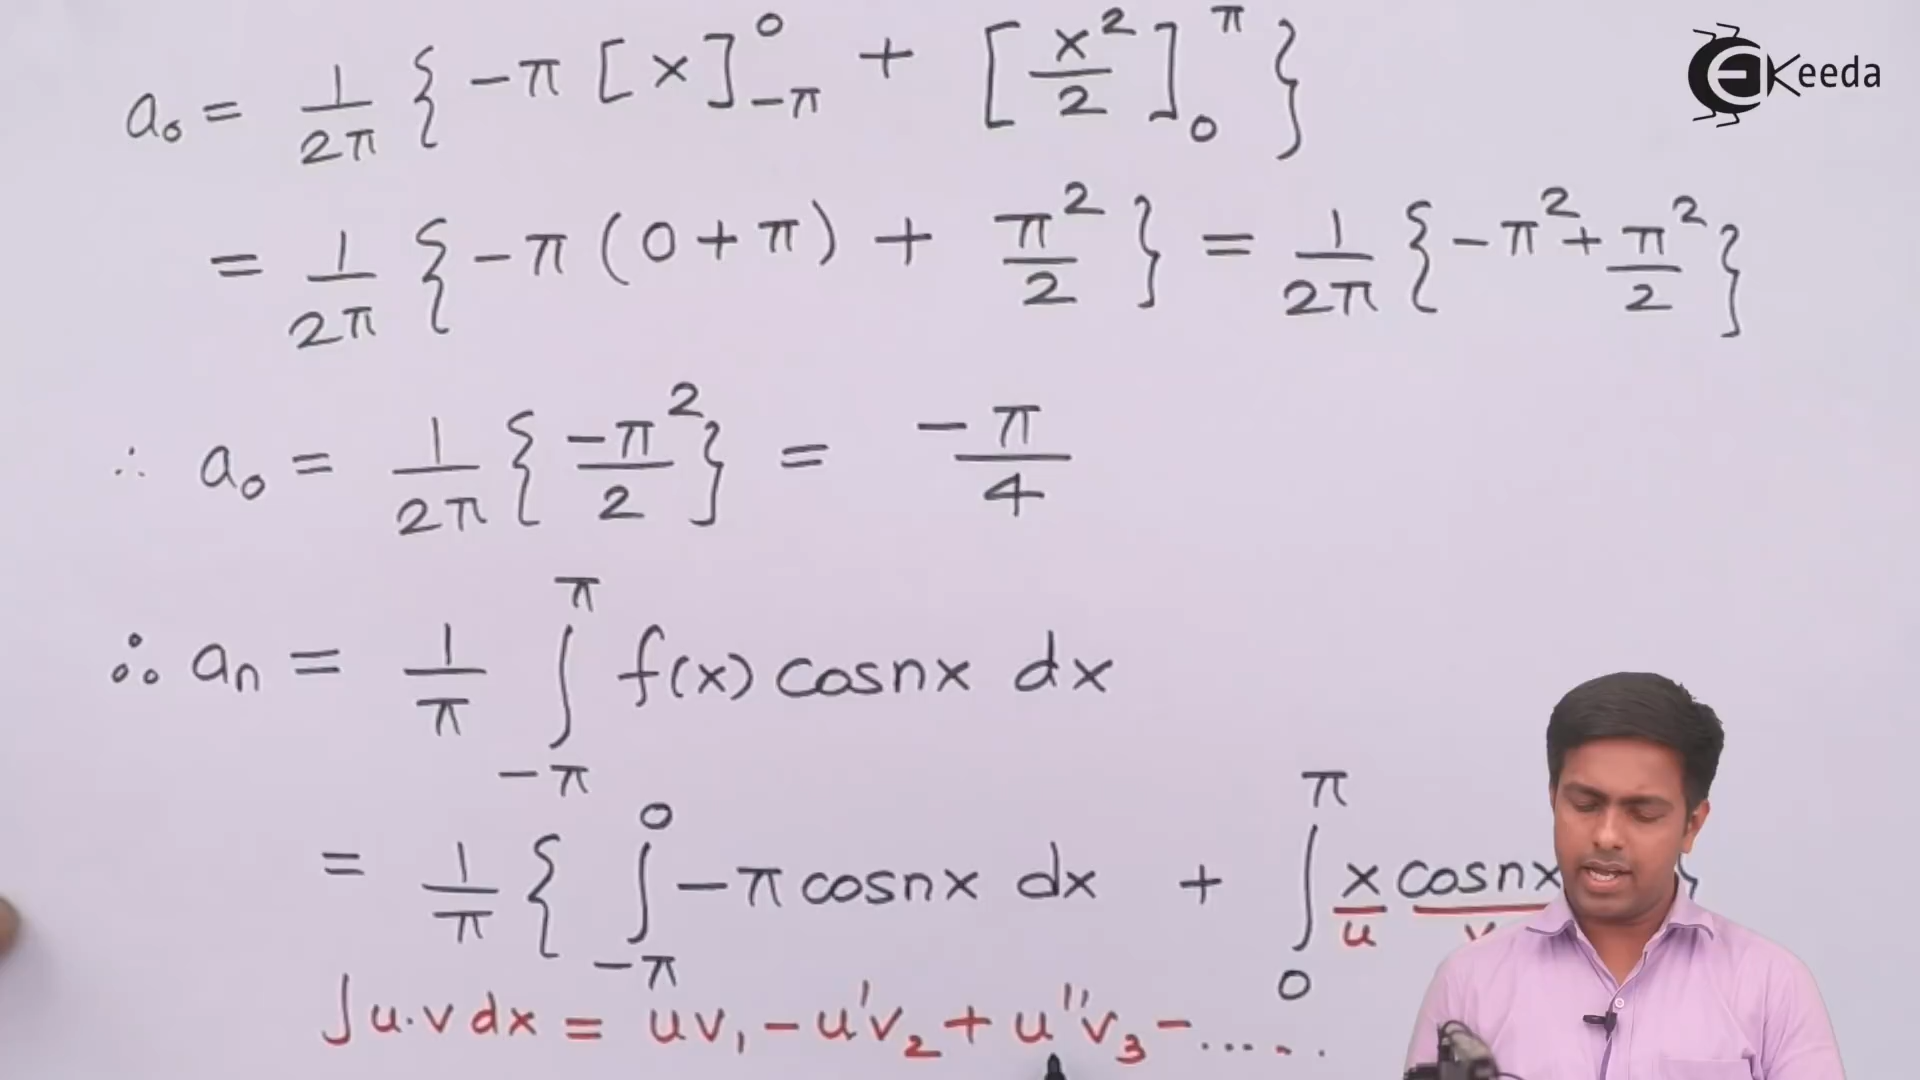 a₀ = 1/2π { -π [x]₋π⁰ + [x²/2]₀^π }
Keeda
= 1/2π { -π (0 + π) + π²/2 } = 1/2π { -π² + π²/2 }
∴ a₀ = 1/2π { -π²/2 } = -π/4
∴ aₙ = 1/π ∫₋π^π f(x) cosnx dx
= 1/π { ∫₋π⁰ -π cosnx dx + ∫₀^π x cosnx }
u v
∫u.v dx = uv₁ - u'v₂ + u''v₃ - .....